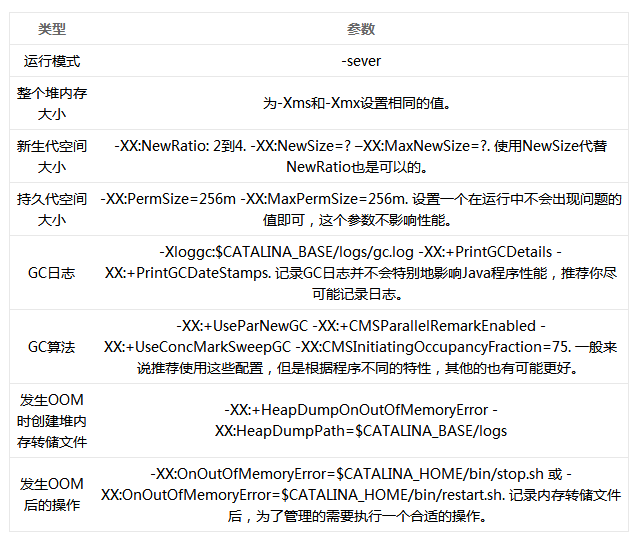 类型 参数
运行模式 -sever
整个堆内存
大小
为-Xms和-Xmx设置相同的值。
新生代空间
大小
-XX:NewRatio: 2到4. -XX:NewSize=? –XX:MaxNewSize=?. 使用NewSize代替
NewRatio也是可以的。
持久代空间
大小
-XX:PermSize=256m -XX:MaxPermSize=256m. 设置一个在运行中不会出现问题的
值即可，这个参数不影响性能。
GC日志
-Xloggc:$CATALINA_BASE/logs/gc.log -XX:+PrintGCDetails -
XX:+PrintGCDateStamps. 记录GC日志并不会特别地影响Java程序性能，推荐你尽
可能记录日志。
GC算法
-XX:+UseParNewGC -XX:+CMSParallelRemarkEnabled -
XX:+UseConcMarkSweepGC -XX:CMSInitiatingOccupancyFraction=75. 一般来
说推荐使用这些配置，但是根据程序不同的特性，其他的也有可能更好。
发生OOM
时创建堆内
存转储文件
-XX:+HeapDumpOnOutOfMemoryError -
XX:HeapDumpPath=$CATALINA_BASE/logs
发生OOM
后的操作
-XX:OnOutOfMemoryError=$CATALINA_HOME/bin/stop.sh 或 -
XX:OnOutOfMemoryError=$CATALINA_HOME/bin/restart.sh. 记录内存转储文件
后，为了管理的需要执行一个合适的操作。